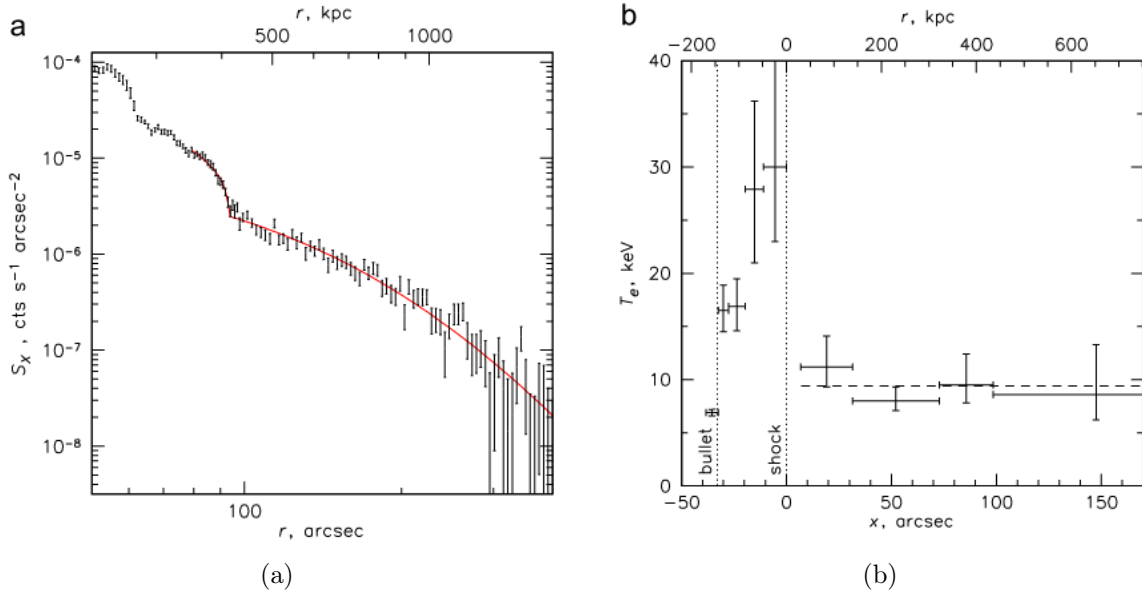 a
r, kpc
500 1000
10⁻⁴
10⁻⁵
10⁻⁶
10⁻⁷
10⁻⁸
S_X , cts s⁻¹ arcsec⁻²
100
r, arcsec
(a)
b
r, kpc
−200 0 200 400 600
40
30
20
10
0
T_e, keV
bullet
shock
−50 0 50 100 150
x, arcsec
(b)